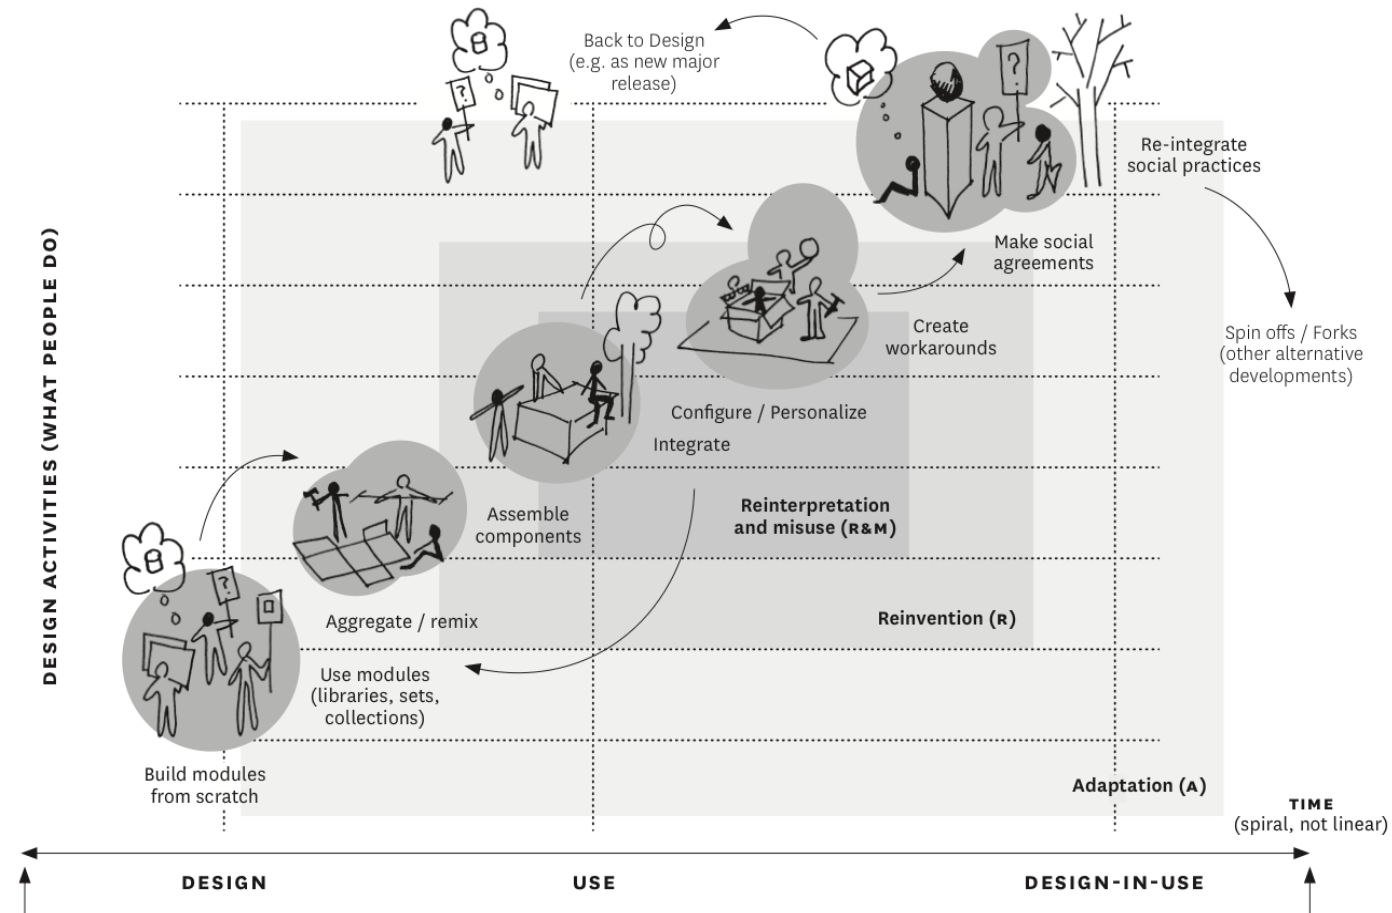 Back to Design
(e.g. as new major
release)
?
?
Re-integrate
social practices
Make social
agreements
Create
workarounds
Spin offs / Forks
(other alternative
developments)
Configure / Personalize
Integrate
Reinterpretation
and misuse (R&M)
Assemble
components
Reinvention (R)
Aggregate / remix
?
Use modules
(libraries, sets,
collections)
Build modules
from scratch
Adaptation (A)
DESIGN ACTIVITIES (WHAT PEOPLE DO)
TIME
(spiral, not linear)
DESIGN
USE
DESIGN-IN-USE